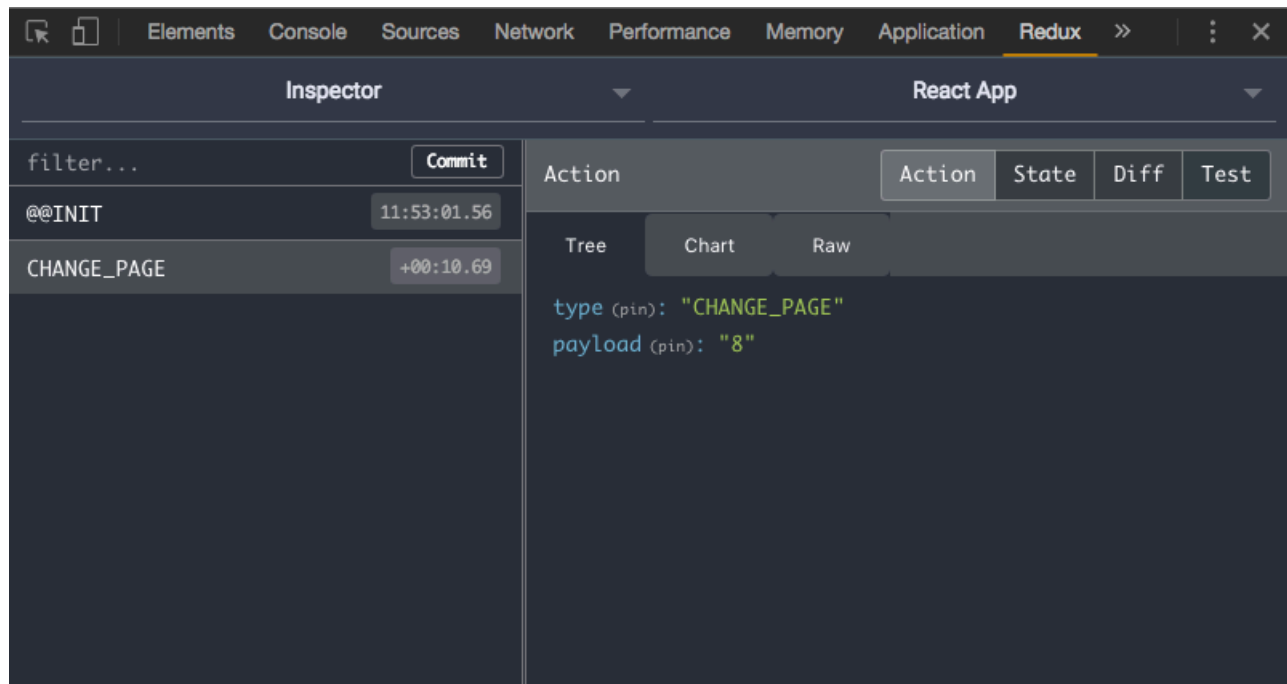 Elements Console Sources Network Performance Memory Application Redux »
Inspector React App
filter... Commit
@@INIT 11:53:01.56
CHANGE_PAGE +00:10.69
Action Action State Diff Test
Tree Chart Raw
type (pin): "CHANGE_PAGE"
payload (pin): "8"